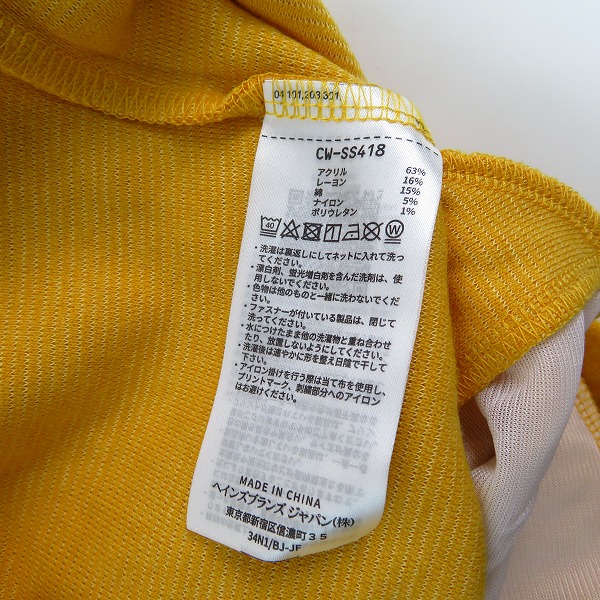 04 101,203,301,
CW-SS418
アクリル 63%
レーヨン 16%
綿 15%
ナイロン 5%
ポリウレタン 1%
40 W
・洗濯は裏返しにしてネットに入れて洗っ
てください。
・漂白剤、蛍光増白剤を含んだ洗剤は、使
用しないでください。
・色物は他のものと一緒に洗わないでくだ
さい。
・ファスナーが付いている製品は、閉じて
洗ってください。
・水につけたまま他の洗濯物と重ね合わせ
たり、放置しないようにしてください。
・洗濯後は速やかに形を整え日陰で干して
下さい。
・アイロン掛けを行う際は当て布を使用し、
プリントマーク、刺繍部分へのアイロン
はお避けください。
MADE IN CHINA
ヘインズブランズ ジャパン(株)
東京都新宿区信濃町35
34N1/BJ-JE